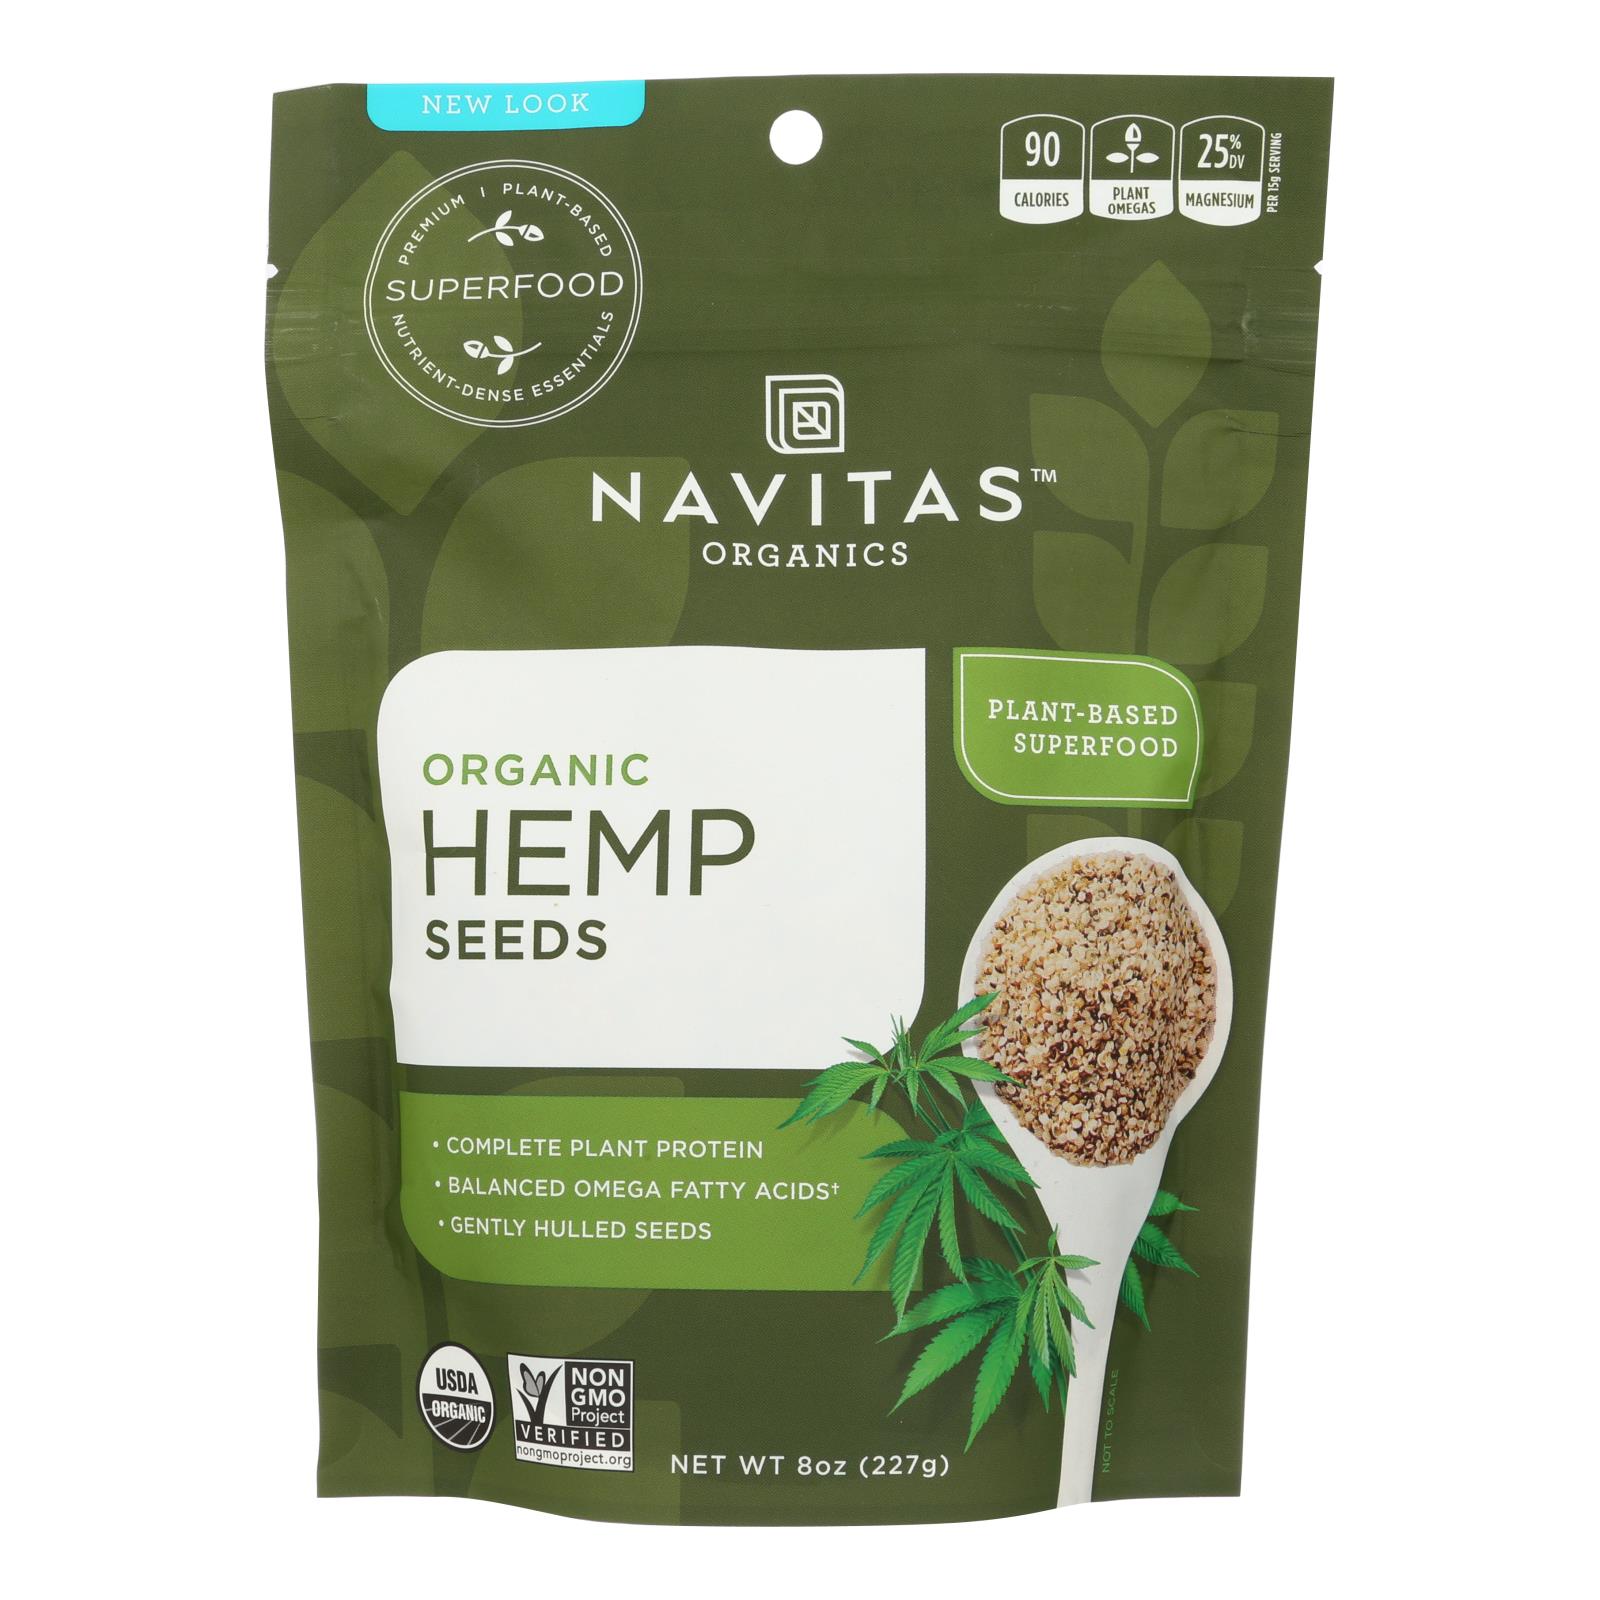 NEW LOOK
PREMIUM | PLANT-BASED
SUPERFOOD
NUTRIENT-DENSE ESSENTIALS
90
CALORIES
PLANT
OMEGAS
25%
DV
MAGNESIUM
PER 15g SERVING
NAVITAS™
ORGANICS
PLANT-BASED
SUPERFOOD
ORGANIC
HEMP
SEEDS
• COMPLETE PLANT PROTEIN
• BALANCED OMEGA FATTY ACIDS†
• GENTLY HULLED SEEDS
USDA
ORGANIC
NON
GMO
Project
VERIFIED
nongmoproject.org
NET WT 8oz (227g)
NOT TO SCALE